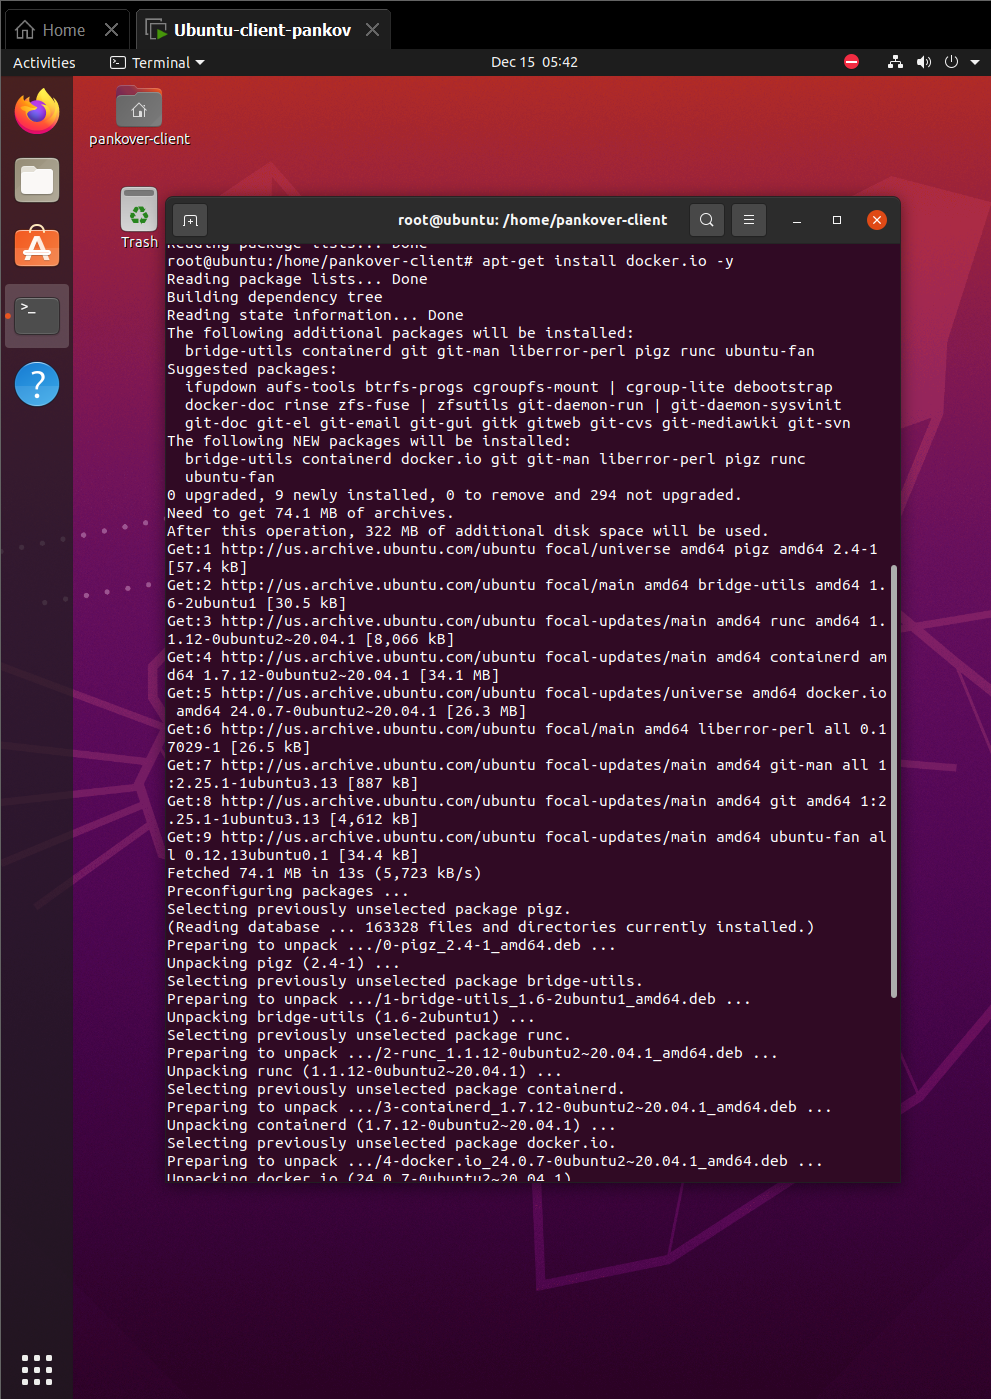 Home
Ubuntu-client-pankov
Activities
Terminal
Dec 15 05:42
pankover-client
Trash
root@ubuntu: /home/pankover-client
Reading package lists... Done
root@ubuntu:/home/pankover-client# apt-get install docker.io -y
Reading package lists... Done
Building dependency tree
Reading state information... Done
The following additional packages will be installed:
  bridge-utils containerd git git-man liberror-perl pigz runc ubuntu-fan
Suggested packages:
  ifupdown aufs-tools btrfs-progs cgroupfs-mount | cgroup-lite debootstrap
  docker-doc rinse zfs-fuse | zfsutils git-daemon-run | git-daemon-sysvinit
  git-doc git-el git-email git-gui gitk gitweb git-cvs git-mediawiki git-svn
The following NEW packages will be installed:
  bridge-utils containerd docker.io git git-man liberror-perl pigz runc
  ubuntu-fan
0 upgraded, 9 newly installed, 0 to remove and 294 not upgraded.
Need to get 74.1 MB of archives.
After this operation, 322 MB of additional disk space will be used.
Get:1 http://us.archive.ubuntu.com/ubuntu focal/universe amd64 pigz amd64 2.4-1
[57.4 kB]
Get:2 http://us.archive.ubuntu.com/ubuntu focal/main amd64 bridge-utils amd64 1.
6-2ubuntu1 [30.5 kB]
Get:3 http://us.archive.ubuntu.com/ubuntu focal-updates/main amd64 runc amd64 1.
1.12-0ubuntu2~20.04.1 [8,066 kB]
Get:4 http://us.archive.ubuntu.com/ubuntu focal-updates/main amd64 containerd am
d64 1.7.12-0ubuntu2~20.04.1 [34.1 MB]
Get:5 http://us.archive.ubuntu.com/ubuntu focal-updates/universe amd64 docker.io
 amd64 24.0.7-0ubuntu2~20.04.1 [26.3 MB]
Get:6 http://us.archive.ubuntu.com/ubuntu focal/main amd64 liberror-perl all 0.1
7029-1 [26.5 kB]
Get:7 http://us.archive.ubuntu.com/ubuntu focal-updates/main amd64 git-man all 1
:2.25.1-1ubuntu3.13 [887 kB]
Get:8 http://us.archive.ubuntu.com/ubuntu focal-updates/main amd64 git amd64 1:2
.25.1-1ubuntu3.13 [4,612 kB]
Get:9 http://us.archive.ubuntu.com/ubuntu focal-updates/main amd64 ubuntu-fan al
l 0.12.13ubuntu0.1 [34.4 kB]
Fetched 74.1 MB in 13s (5,723 kB/s)
Preconfiguring packages ...
Selecting previously unselected package pigz.
(Reading database ... 163328 files and directories currently installed.)
Preparing to unpack .../0-pigz_2.4-1_amd64.deb ...
Unpacking pigz (2.4-1) ...
Selecting previously unselected package bridge-utils.
Preparing to unpack .../1-bridge-utils_1.6-2ubuntu1_amd64.deb ...
Unpacking bridge-utils (1.6-2ubuntu1) ...
Selecting previously unselected package runc.
Preparing to unpack .../2-runc_1.1.12-0ubuntu2~20.04.1_amd64.deb ...
Unpacking runc (1.1.12-0ubuntu2~20.04.1) ...
Selecting previously unselected package containerd.
Preparing to unpack .../3-containerd_1.7.12-0ubuntu2~20.04.1_amd64.deb ...
Unpacking containerd (1.7.12-0ubuntu2~20.04.1) ...
Selecting previously unselected package docker.io.
Preparing to unpack .../4-docker.io_24.0.7-0ubuntu2~20.04.1_amd64.deb ...
Unpacking docker.io (24.0.7-0ubuntu2~20.04.1)